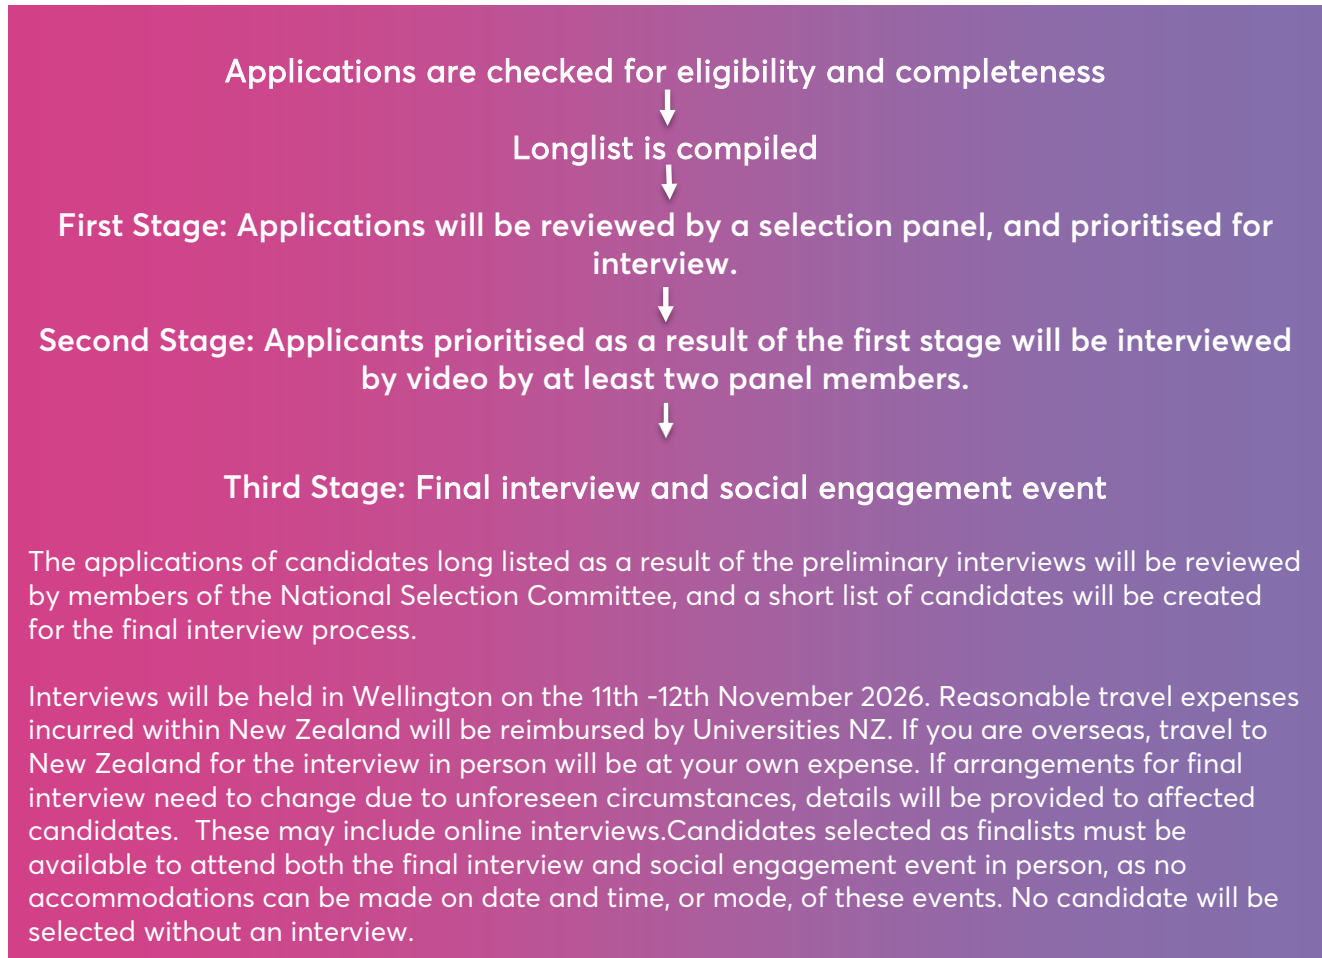 Applications are checked for eligibility and completeness
Longlist is compiled
First Stage: Applications will be reviewed by a selection panel, and prioritised for
interview.
Second Stage: Applicants prioritised as a result of the first stage will be interviewed
by video by at least two panel members.
Third Stage: Final interview and social engagement event
The applications of candidates long listed as a result of the preliminary interviews will be reviewed
by members of the National Selection Committee, and a short list of candidates will be created
for the final interview process.
Interviews will be held in Wellington on the 11th -12th November 2026. Reasonable travel expenses
incurred within New Zealand will be reimbursed by Universities NZ. If you are overseas, travel to
New Zealand for the interview in person will be at your own expense. If arrangements for final
interview need to change due to unforeseen circumstances, details will be provided to affected
candidates.  These may include online interviews.Candidates selected as finalists must be
available to attend both the final interview and social engagement event in person, as no
accommodations can be made on date and time, or mode, of these events. No candidate will be
selected without an interview.